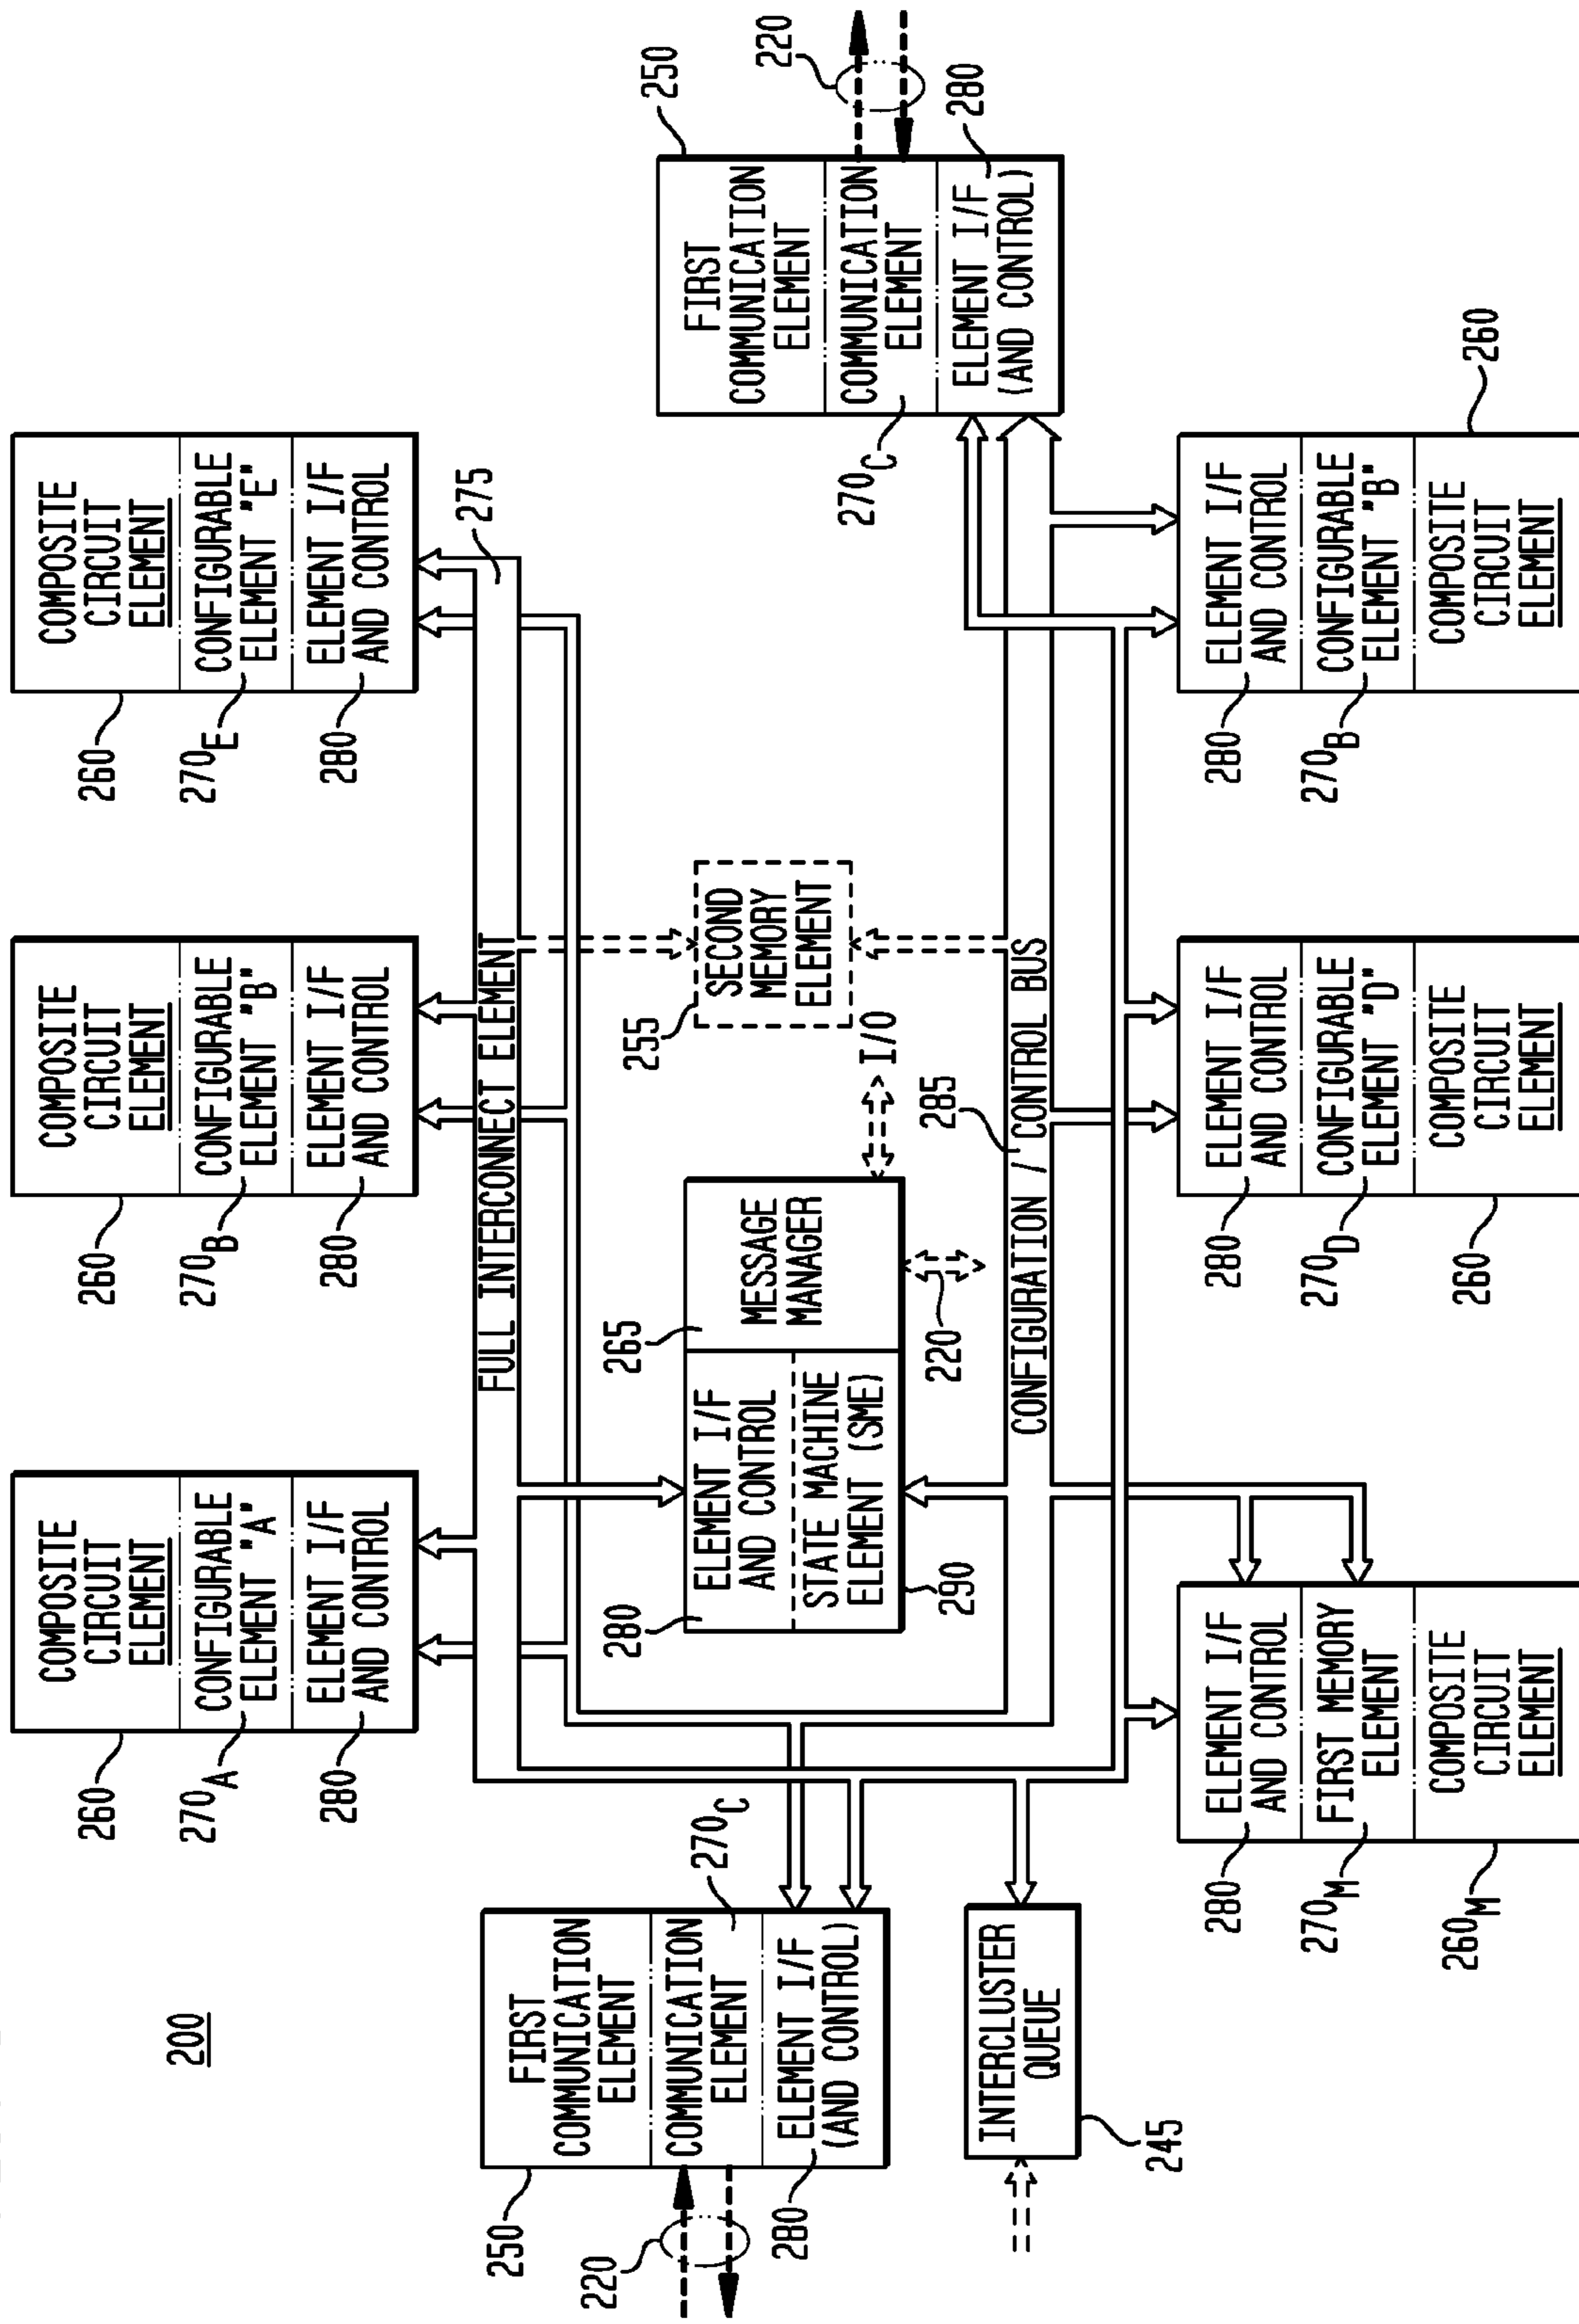 200
COMPOSITE
CIRCUIT
ELEMENT
CONFIGURABLE
ELEMENT "A"
ELEMENT I/F
AND CONTROL
260
270A
280
COMPOSITE
CIRCUIT
ELEMENT
CONFIGURABLE
ELEMENT "B"
ELEMENT I/F
AND CONTROL
260
270B
280
COMPOSITE
CIRCUIT
ELEMENT
CONFIGURABLE
ELEMENT "E"
ELEMENT I/F
AND CONTROL
260
270E
280
FULL INTERCONNECT ELEMENT
275
FIRST
COMMUNICATION
ELEMENT
COMMUNICATION
ELEMENT
ELEMENT I/F
(AND CONTROL)
250
220
280
270C
ELEMENT I/F
AND CONTROL
STATE MACHINE
ELEMENT (SME)
MESSAGE
MANAGER
280
265
290
220
I/O
SECOND
MEMORY
ELEMENT
255
FIRST
COMMUNICATION
ELEMENT
COMMUNICATION
ELEMENT
ELEMENT I/F
(AND CONTROL)
250
220
280
270C
CONFIGURATION / CONTROL BUS
285
INTERCLUSTER
QUEUE
245
ELEMENT I/F
AND CONTROL
FIRST MEMORY
ELEMENT
COMPOSITE
CIRCUIT
ELEMENT
280
270M
260M
ELEMENT I/F
AND CONTROL
CONFIGURABLE
ELEMENT "D"
COMPOSITE
CIRCUIT
ELEMENT
280
270D
260
ELEMENT I/F
AND CONTROL
CONFIGURABLE
ELEMENT "B"
COMPOSITE
CIRCUIT
ELEMENT
280
270B
260